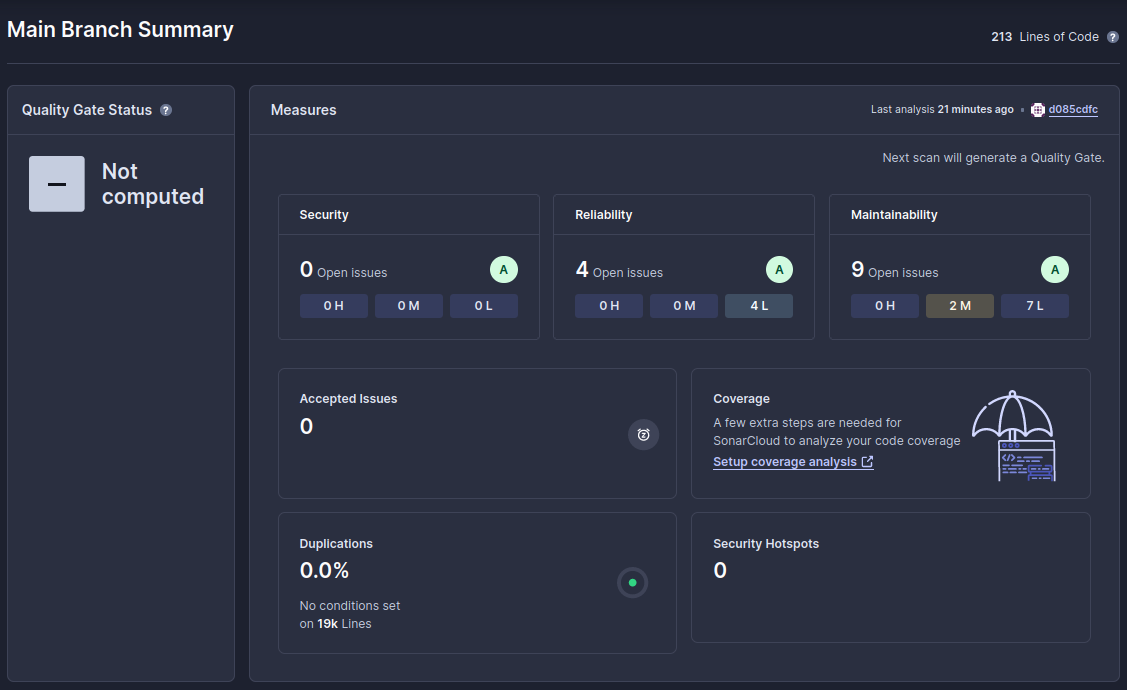 Main Branch Summary
213 Lines of Code ?
Quality Gate Status ?
Not
computed
Measures
Last analysis 21 minutes ago • d085cdfc
Next scan will generate a Quality Gate.
Security
0 Open issues A
0 H 0 M 0 L
Reliability
4 Open issues A
0 H 0 M 4 L
Maintainability
9 Open issues A
0 H 2 M 7 L
Accepted Issues
0
Coverage
A few extra steps are needed for
SonarCloud to analyze your code coverage
Setup coverage analysis
</>
Duplications
0.0%
No conditions set
on 19k Lines
Security Hotspots
0